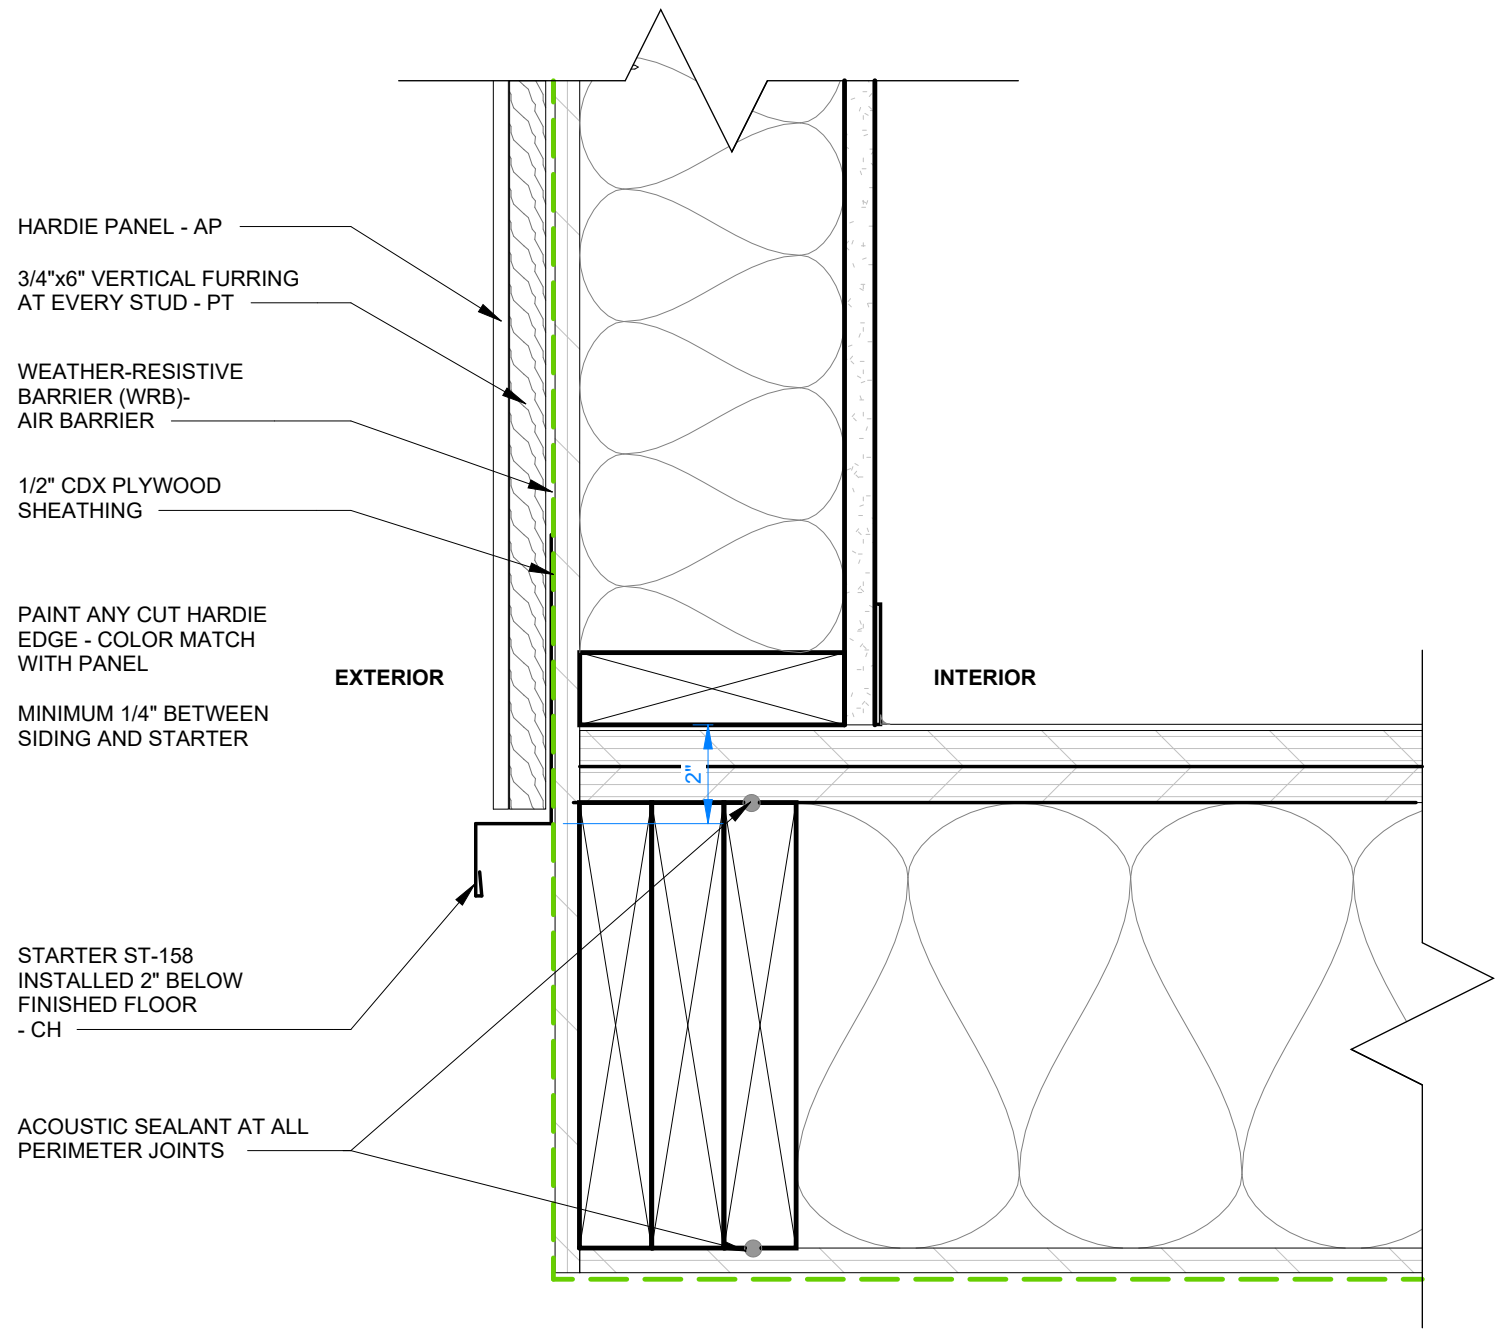 HARDIE PANEL - AP
3/4"x6" VERTICAL FURRING
AT EVERY STUD - PT
WEATHER-RESISTIVE
BARRIER (WRB)-
AIR BARRIER
1/2" CDX PLYWOOD
SHEATHING
PAINT ANY CUT HARDIE
EDGE - COLOR MATCH
WITH PANEL
EXTERIOR
INTERIOR
MINIMUM 1/4" BETWEEN
SIDING AND STARTER
2"
STARTER ST-158
INSTALLED 2" BELOW
FINISHED FLOOR
- CH
ACOUSTIC SEALANT AT ALL
PERIMETER JOINTS